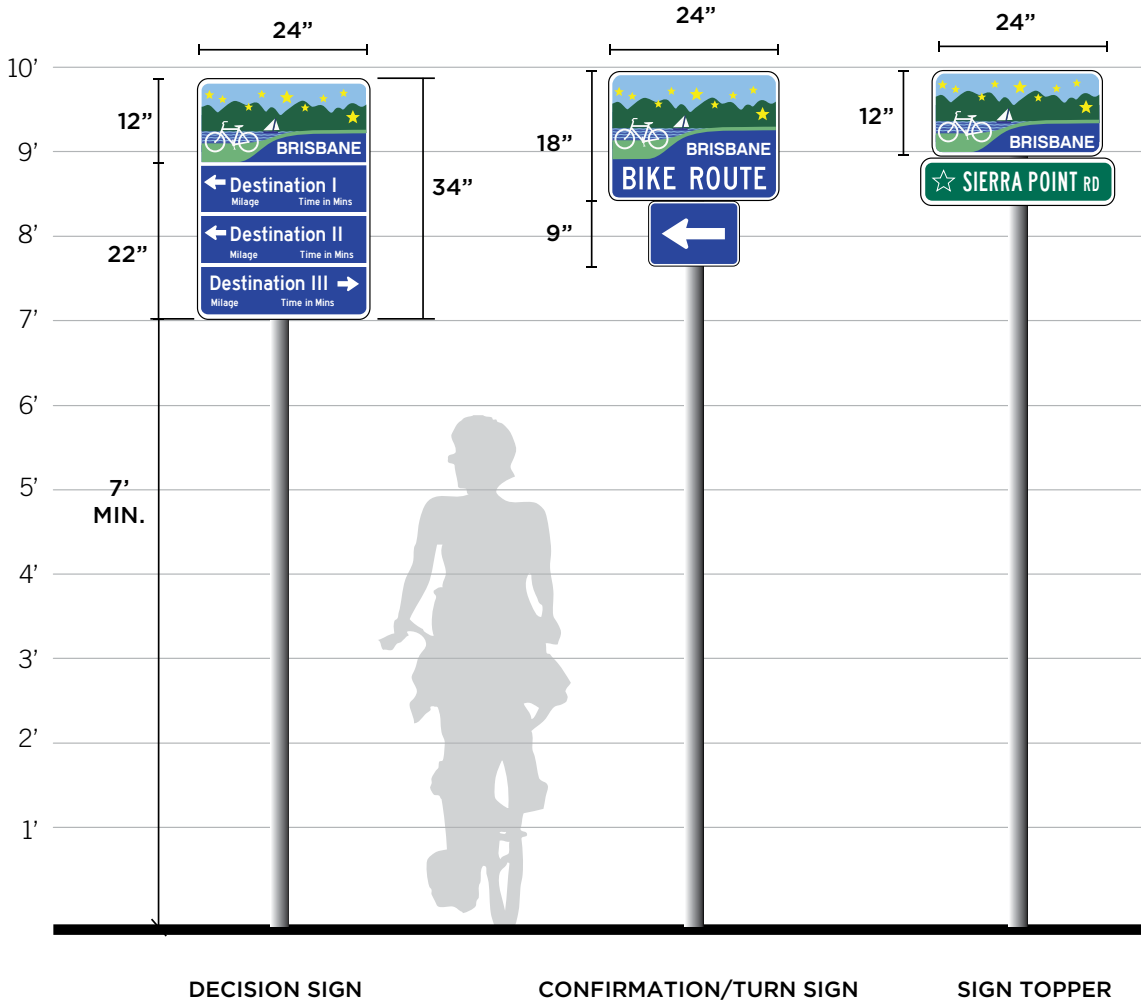 24”
24”
24”
10’
9’
8’
7’
6’
5’
4’
3’
2’
1’
12”
22”
34”
7’
MIN.
BRISBANE
Destination I
Milage Time in Mins
Destination II
Milage Time in Mins
Destination III
Milage Time in Mins
18”
9”
BRISBANE
BIKE ROUTE
12”
BRISBANE
SIERRA POINT RD
DECISION SIGN
CONFIRMATION/TURN SIGN
SIGN TOPPER